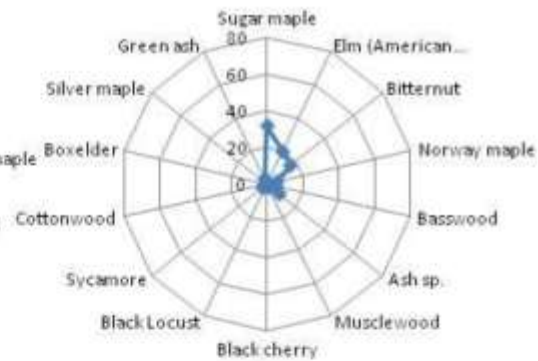 Sugar maple
80
Green ash
Elm (American...
60
Silver maple
Bitternut
40
20
aple
Boxelder
Norway maple
0
Cottonwood
Basswood
Sycamore
Ash sp.
Black Locust
Musclewood
Black cherry